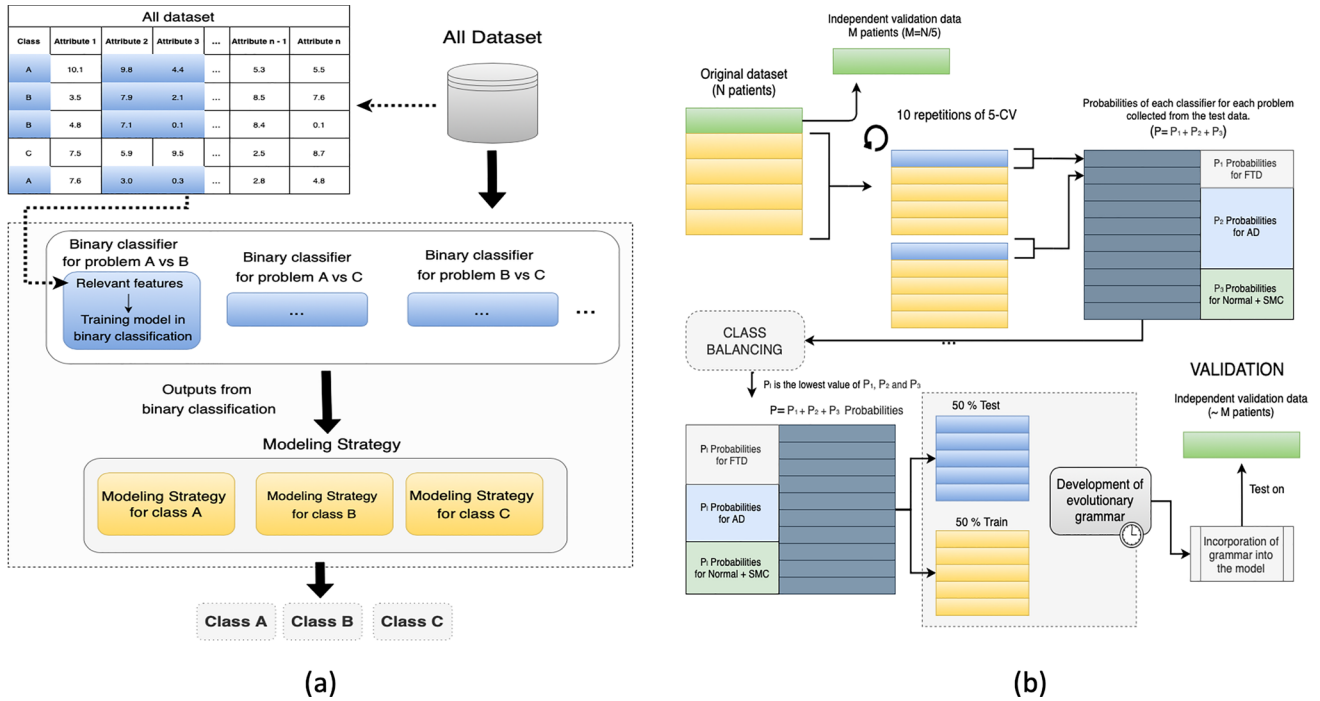 All dataset
Class Attribute 1 Attribute 2 Attribute 3 ... Attribute n - 1 Attribute n
A 10.1 9.8 4.4 ... 5.3 5.5
B 3.5 7.9 2.1 ... 8.5 7.6
B 4.8 7.1 0.1 ... 8.4 0.1
C 7.5 5.9 9.5 ... 2.5 8.7
A 7.6 3.0 0.3 ... 2.8 4.8
All Dataset
Binary classifier
for problem A vs B
Relevant features
Training model in
binary classification
Binary classifier
for problem A vs C
...
Binary classifier
for problem B vs C
...
...
Outputs from
binary classification
Modeling Strategy
Modeling Strategy
for class A
Modeling Strategy
for class B
Modeling Strategy
for class C
Class A
Class B
Class C
(a)
Independent validation data
M patients (M=N/5)
Original dataset
(N patients)
10 repetitions of 5-CV
Probabilities of each classifier for each problem
collected from the test data.
(P= P1 + P2 + P3)
P1 Probabilities
for FTD
P2 Probabilities
for AD
P3 Probabilities
for Normal + SMC
...
CLASS
BALANCING
Pi is the lowest value of P1, P2 and P3
P= P1 + P2 + P3 Probabilities
Pi Probabilities
for FTD
Pi Probabilities
for AD
Pi Probabilities
for Normal + SMC
50 % Test
50 % Train
Development of
evolutionary
grammar
VALIDATION
Independent validation data
(~ M patients)
Test on
Incorporation of
grammar into
the model
(b)